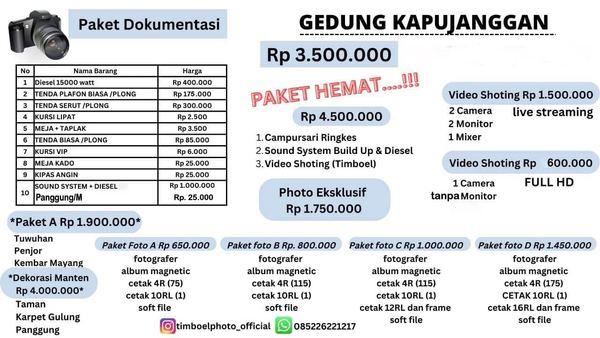 Paket Dokumentasi
GEDUNG KAPUJANGGAN
Rp 3.500.000
No Nama Barang Harga
1 Diesel 15000 watt Rp 400.000
2 TENDA PLAFON BIASA /PLONG Rp 175.000
3 TENDA SERUT /PLONG Rp 300.000
4 KURSI LIPAT Rp 2.500
5 MEJA + TAPLAK Rp 3.500
6 TENDA BIASA /PLONG Rp 85.000
7 KURSI VIP Rp 6.000
8 MEJA KADO Rp 25.000
9 KIPAS ANGIN Rp 25.000
10 SOUND SYSTEM + DIESEL Rp 1.000.000
Panggung/M Rp. 25.000
PAKET HEMAT....!!!
Rp 4.500.000
1. Campursari Ringkes
2. Sound System Build Up & Diesel
3. Video Shoting (Timboel)
Photo Eksklusif
Rp 1.750.000
Video Shoting Rp 1.500.000
2 Camera live streaming
2 Monitor
1 Mixer
Video Shoting Rp 600.000
1 Camera FULL HD
tanpa Monitor
*Paket A Rp 1.900.000*
Tuwuhan
Penjor
Kembar Mayang
*Dekorasi Manten
Rp 4.000.000*
Taman
Karpet Gulung
Panggung
Paket Foto A Rp 650.000
fotografer
album magnetic
cetak 4R (75)
cetak 10RL (1)
soft file
Paket foto B Rp. 800.000
fotografer
album magnetic
cetak 4R (115)
cetak 10RL (1)
soft file
Paket foto C Rp 1.000.000
fotografer
album magnetic
cetak 4R (115)
cetak 10RL (1)
cetak 12RL dan frame
soft file
Paket foto D Rp 1.450.000
fotografer
album magnetic
cetak 4R (175)
CETAK 10RL (1)
cetak 16RL dan frame
soft file
timboelphoto_official 085226221217